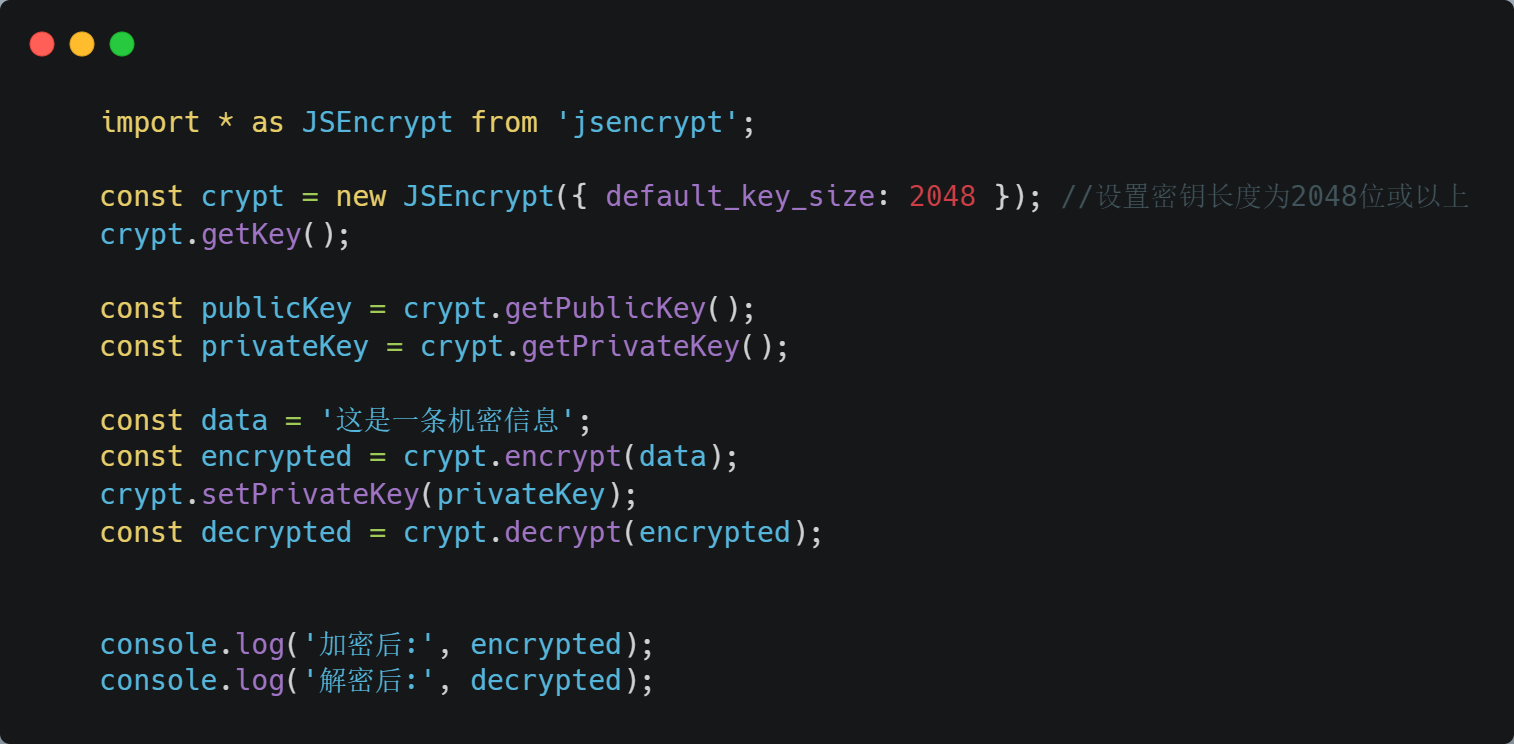 import * as JSEncrypt from 'jsencrypt';
const crypt = new JSEncrypt({ default_key_size: 2048 }); //设置密钥长度为2048位或以上
crypt.getKey();
const publicKey = crypt.getPublicKey();
const privateKey = crypt.getPrivateKey();
const data = '这是一条机密信息';
const encrypted = crypt.encrypt(data);
crypt.setPrivateKey(privateKey);
const decrypted = crypt.decrypt(encrypted);
console.log('加密后:', encrypted);
console.log('解密后:', decrypted);